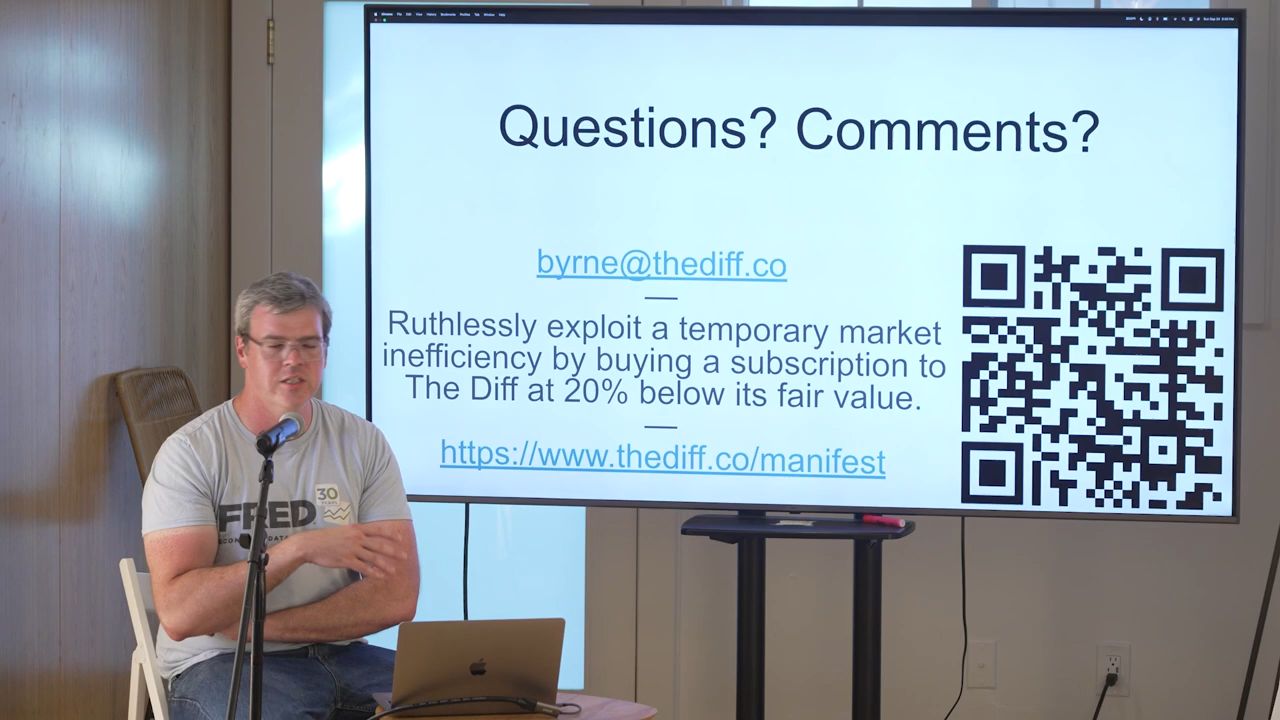 Questions? Comments?
byrne@thediff.co
Ruthlessly exploit a temporary market
inefficiency by buying a subscription to
The Diff at 20% below its fair value.
https://www.thediff.co/manifest
30
FRED